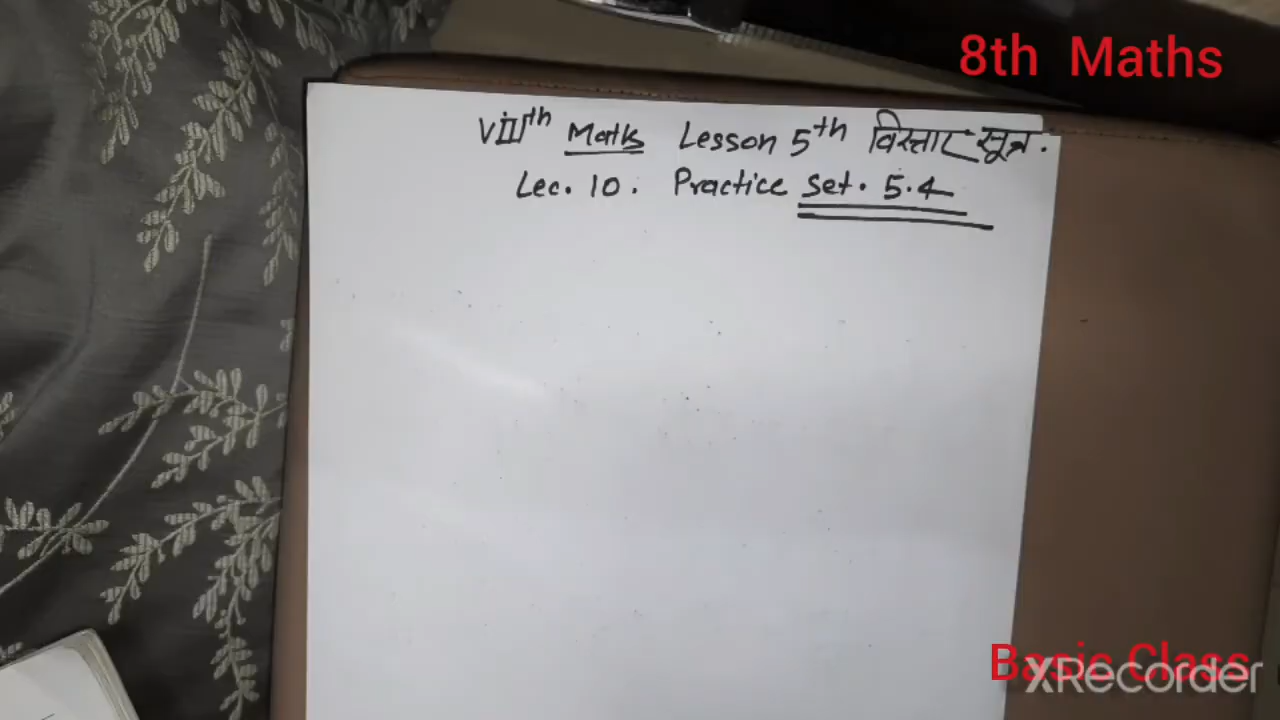 8th Maths
VIIIth Maths Lesson 5th विस्तार सूत्र.
Lec. 10. Practice Set. 5.4
Basic Class
XRecorder